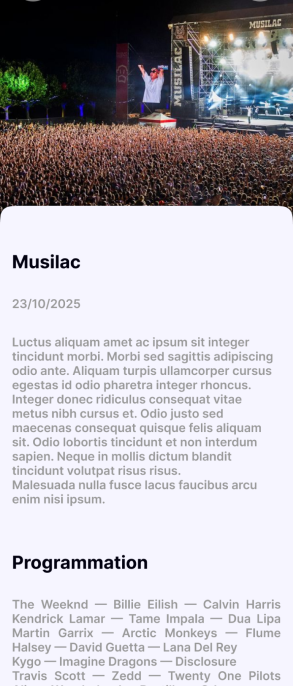 MUSILAC
MUSILAC
Musilac
23/10/2025
Luctus aliquam amet ac ipsum sit integer
tincidunt morbi. Morbi sed sagittis adipiscing
odio ante. Aliquam turpis ullamcorper cursus
egestas id odio pharetra integer rhoncus.
Integer donec ridiculus consequat vitae
metus nibh cursus et. Odio justo sed
maecenas consequat quisque felis aliquam
sit. Odio lobortis tincidunt et non interdum
sapien. Neque in mollis dictum blandit
tincidunt volutpat risus risus.
Malesuada nulla fusce lacus faucibus arcu
enim nisi ipsum.
Programmation
The Weeknd — Billie Eilish — Calvin Harris
Kendrick Lamar — Tame Impala — Dua Lipa
Martin Garrix — Arctic Monkeys — Flume
Halsey — David Guetta — Lana Del Rey
Kygo — Imagine Dragons — Disclosure
Travis Scott — Zedd — Twenty One Pilots